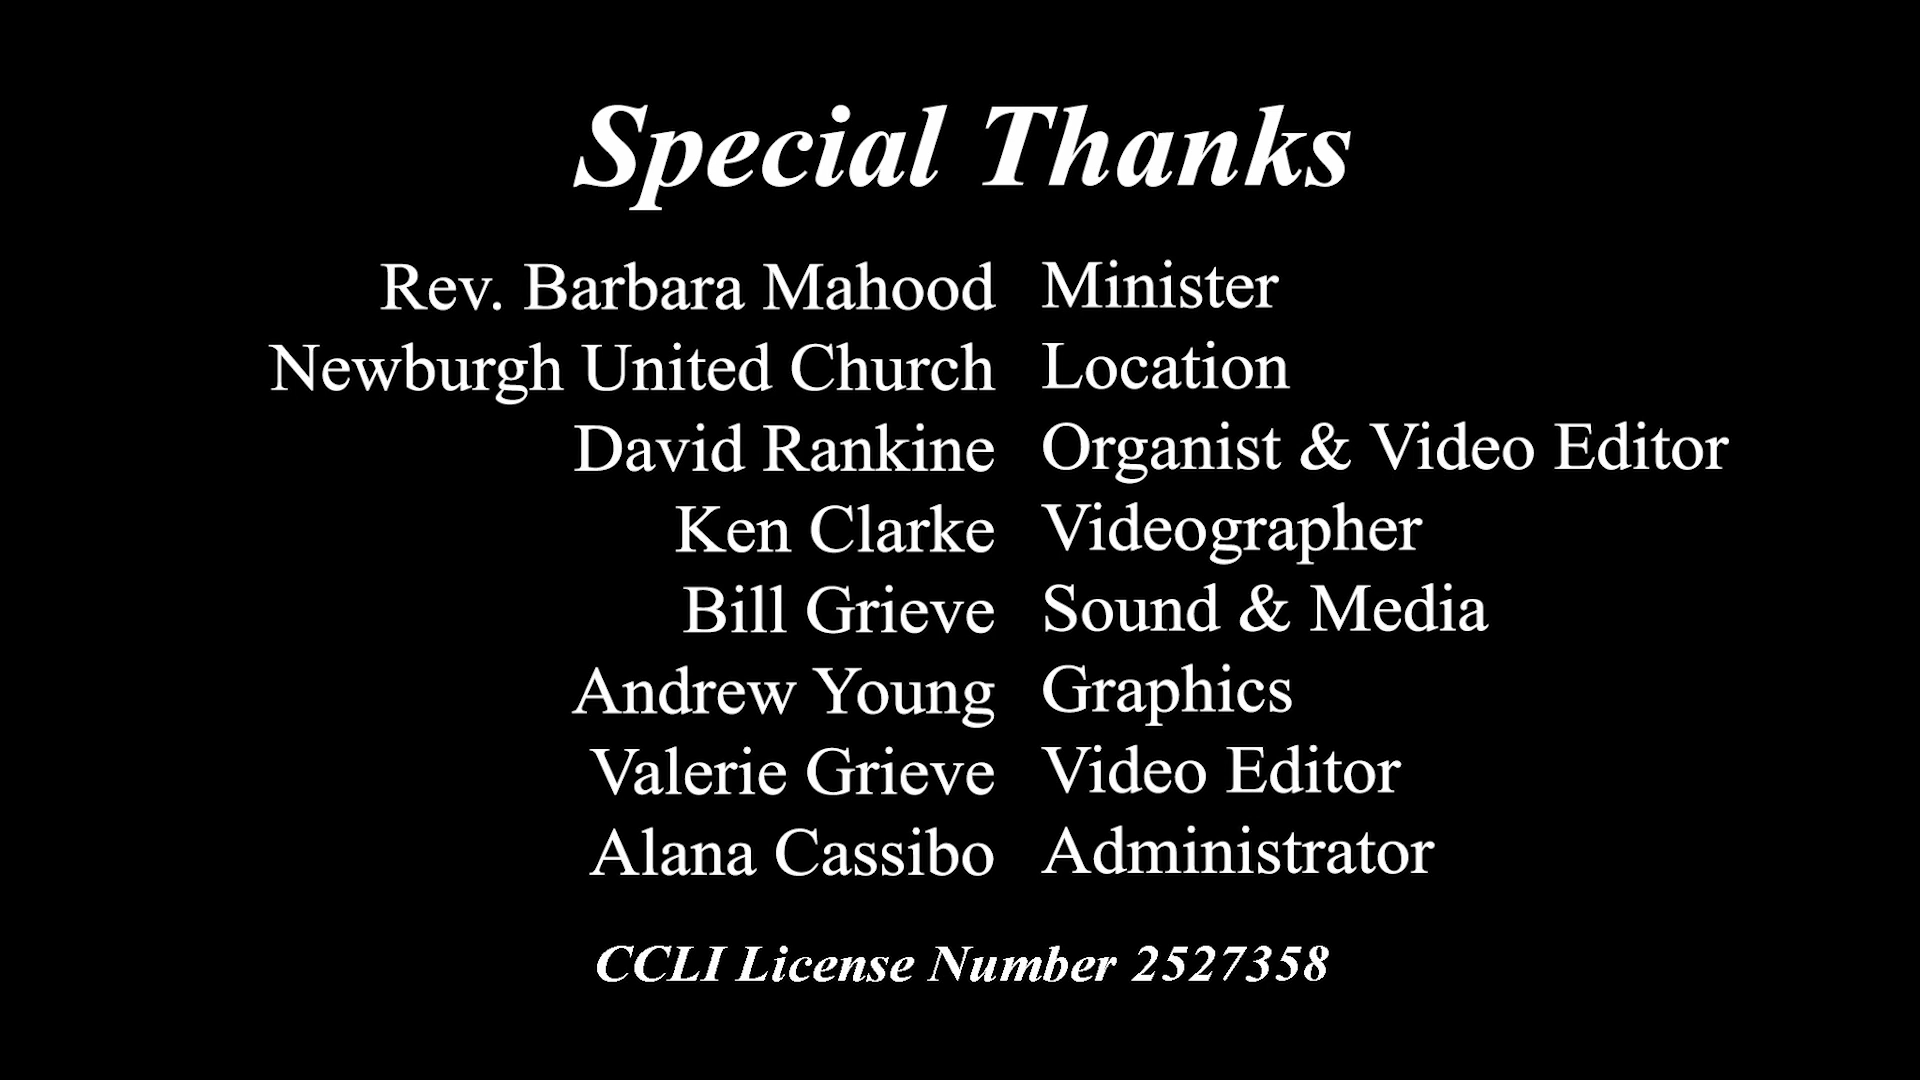 Special Thanks
Rev. Barbara Mahood Minister
Newburgh United Church Location
David Rankine Organist & Video Editor
Ken Clarke Videographer
Bill Grieve Sound & Media
Andrew Young Graphics
Valerie Grieve Video Editor
Alana Cassibo Administrator
CCLI License Number 2527358